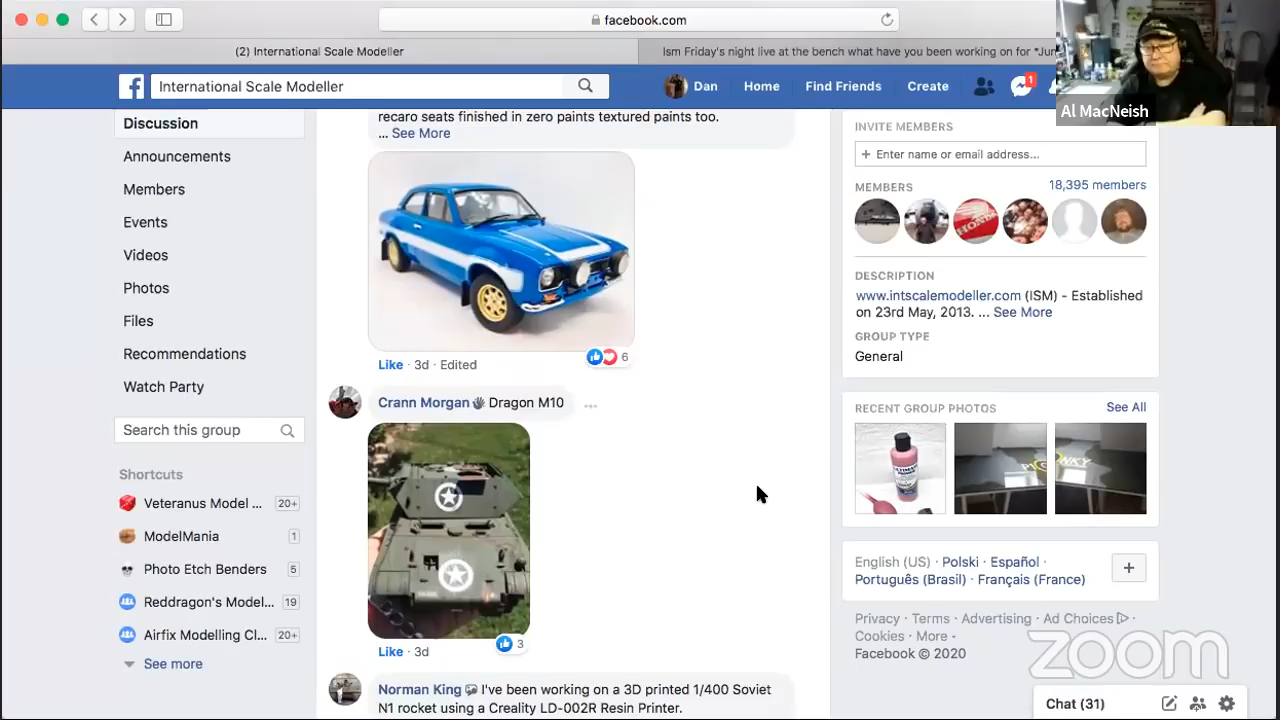 facebook.com
(2) International Scale Modeller
Ism Friday's night live at the bench what have you been working on for *Jun
Al MacNeish
International Scale Modeller
Dan
Home
Find Friends
Create
1
Discussion
Announcements
Members
Events
Videos
Photos
Files
Recommendations
Watch Party
Search this group
Shortcuts
Veteranus Model ...
20+
ModelMania
1
Photo Etch Benders
5
Reddragon's Model...
19
Airfix Modelling Cl...
20+
See more
recaro seats finished in zero paints textured paints too.
... See More
Like · 3d · Edited
6
Crann Morgan Dragon M10
Like · 3d
3
Norman King I've been working on a 3D printed 1/400 Soviet
N1 rocket using a Creality LD-002R Resin Printer.
INVITE MEMBERS
+ Enter name or email address...
MEMBERS
18,395 members
HONDA
DESCRIPTION
www.intscalemodeller.com (ISM) - Established
on 23rd May, 2013. ... See More
GROUP TYPE
General
RECENT GROUP PHOTOS
See All
English (US) · Polski · Español ·
Português (Brasil) · Français (France)
Privacy · Terms · Advertising · Ad Choices ·
Cookies · More
Facebook © 2020
zoom
Chat (31)